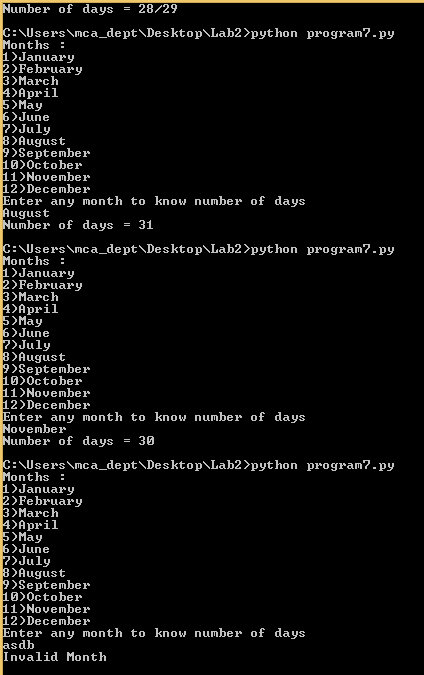 Number of days = 28/29
C:\Users\mca_dept\Desktop\Lab2>python program7.py
Months :
1)January
2)February
3)March
4)April
5)May
6)June
7)July
8)August
9)September
10)October
11)November
12)December
Enter any month to know number of days
August
Number of days = 31
C:\Users\mca_dept\Desktop\Lab2>python program7.py
Months :
1)January
2)February
3)March
4)April
5)May
6)June
7)July
8)August
9)September
10)October
11)November
12)December
Enter any month to know number of days
November
Number of days = 30
C:\Users\mca_dept\Desktop\Lab2>python program7.py
Months :
1)January
2)February
3)March
4)April
5)May
6)June
7)July
8)August
9)September
10)October
11)November
12)December
Enter any month to know number of days
asdb
Invalid Month